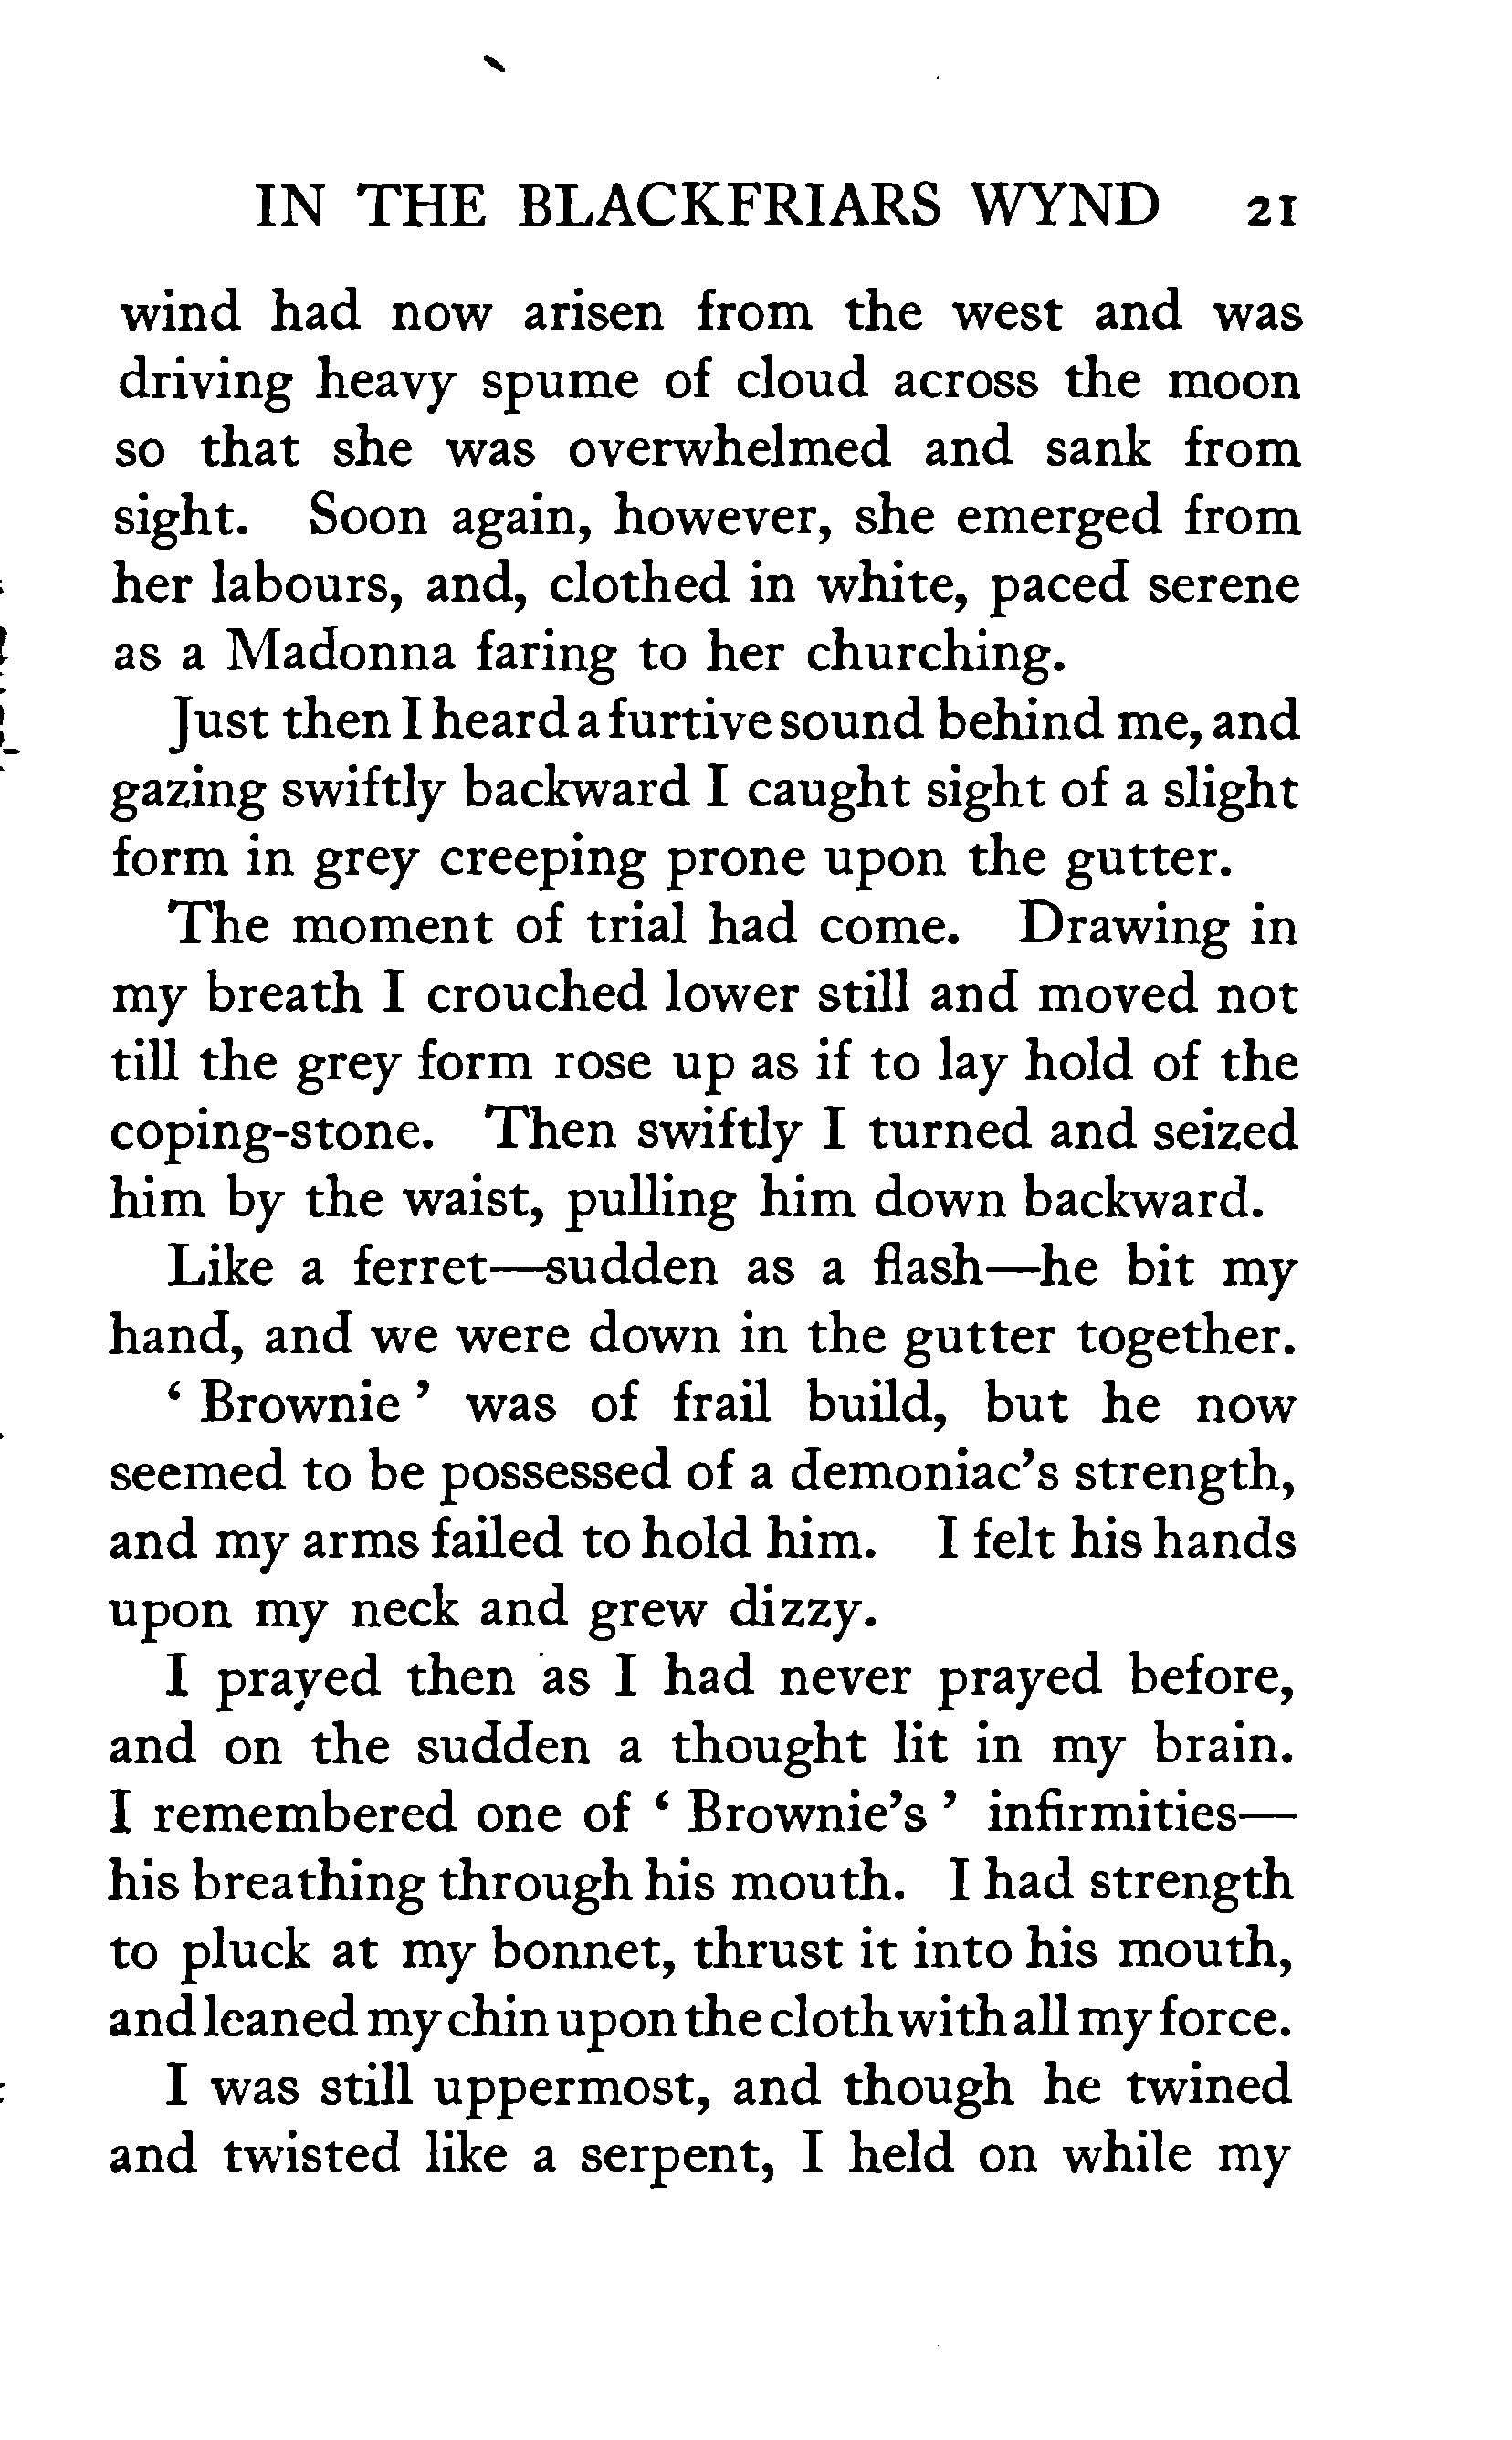 IN THE BLACKFRIARS WYND 21
wind had now arisen from the west and was
driving heavy spume of cloud across the moon
so that she was overwhelmed and sank from
sight. Soon again, however, she emerged from
her labours, and, clothed in white, paced serene
as a Madonna faring to her churching.
Just then I heard a furtive sound behind me, and
gazing swiftly backward I caught sight of a slight
form in grey creeping prone upon the gutter.
The moment of trial had come. Drawing in
my breath I crouched lower still and moved not
till the grey form rose up as if to lay hold of the
coping-stone. Then swiftly I turned and seized
him by the waist, pulling him down backward.
Like a ferret—sudden as a flash—he bit my
hand, and we were down in the gutter together.
‘ Brownie ’ was of frail build, but he now
seemed to be possessed of a demoniac’s strength,
and my arms failed to hold him. I felt his hands
upon my neck and grew dizzy.
I prayed then as I had never prayed before,
and on the sudden a thought lit in my brain.
I remembered one of ‘ Brownie’s ’ infirmities—
his breathing through his mouth. I had strength
to pluck at my bonnet, thrust it into his mouth,
and leaned my chin upon the cloth with all my force.
I was still uppermost, and though he twined
and twisted like a serpent, I held on while my